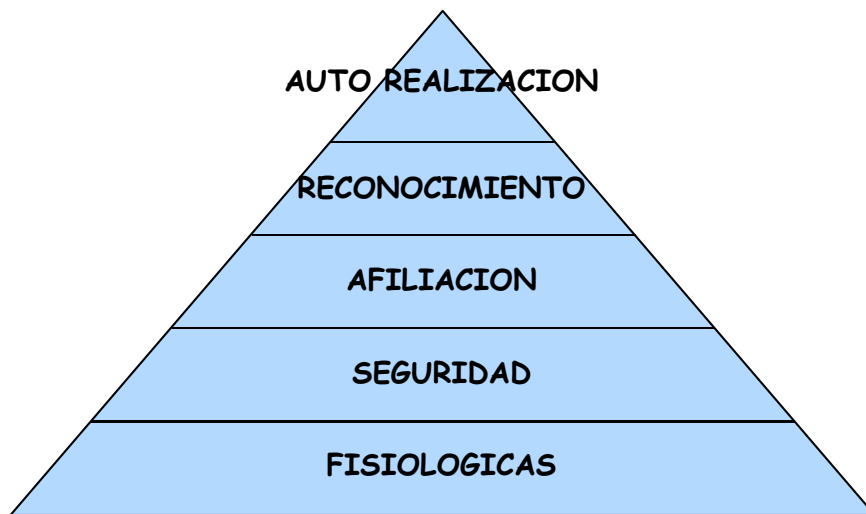 AUTO REALIZACION
RECONOCIMIENTO
AFILIACION
SEGURIDAD
FISIOLOGICAS